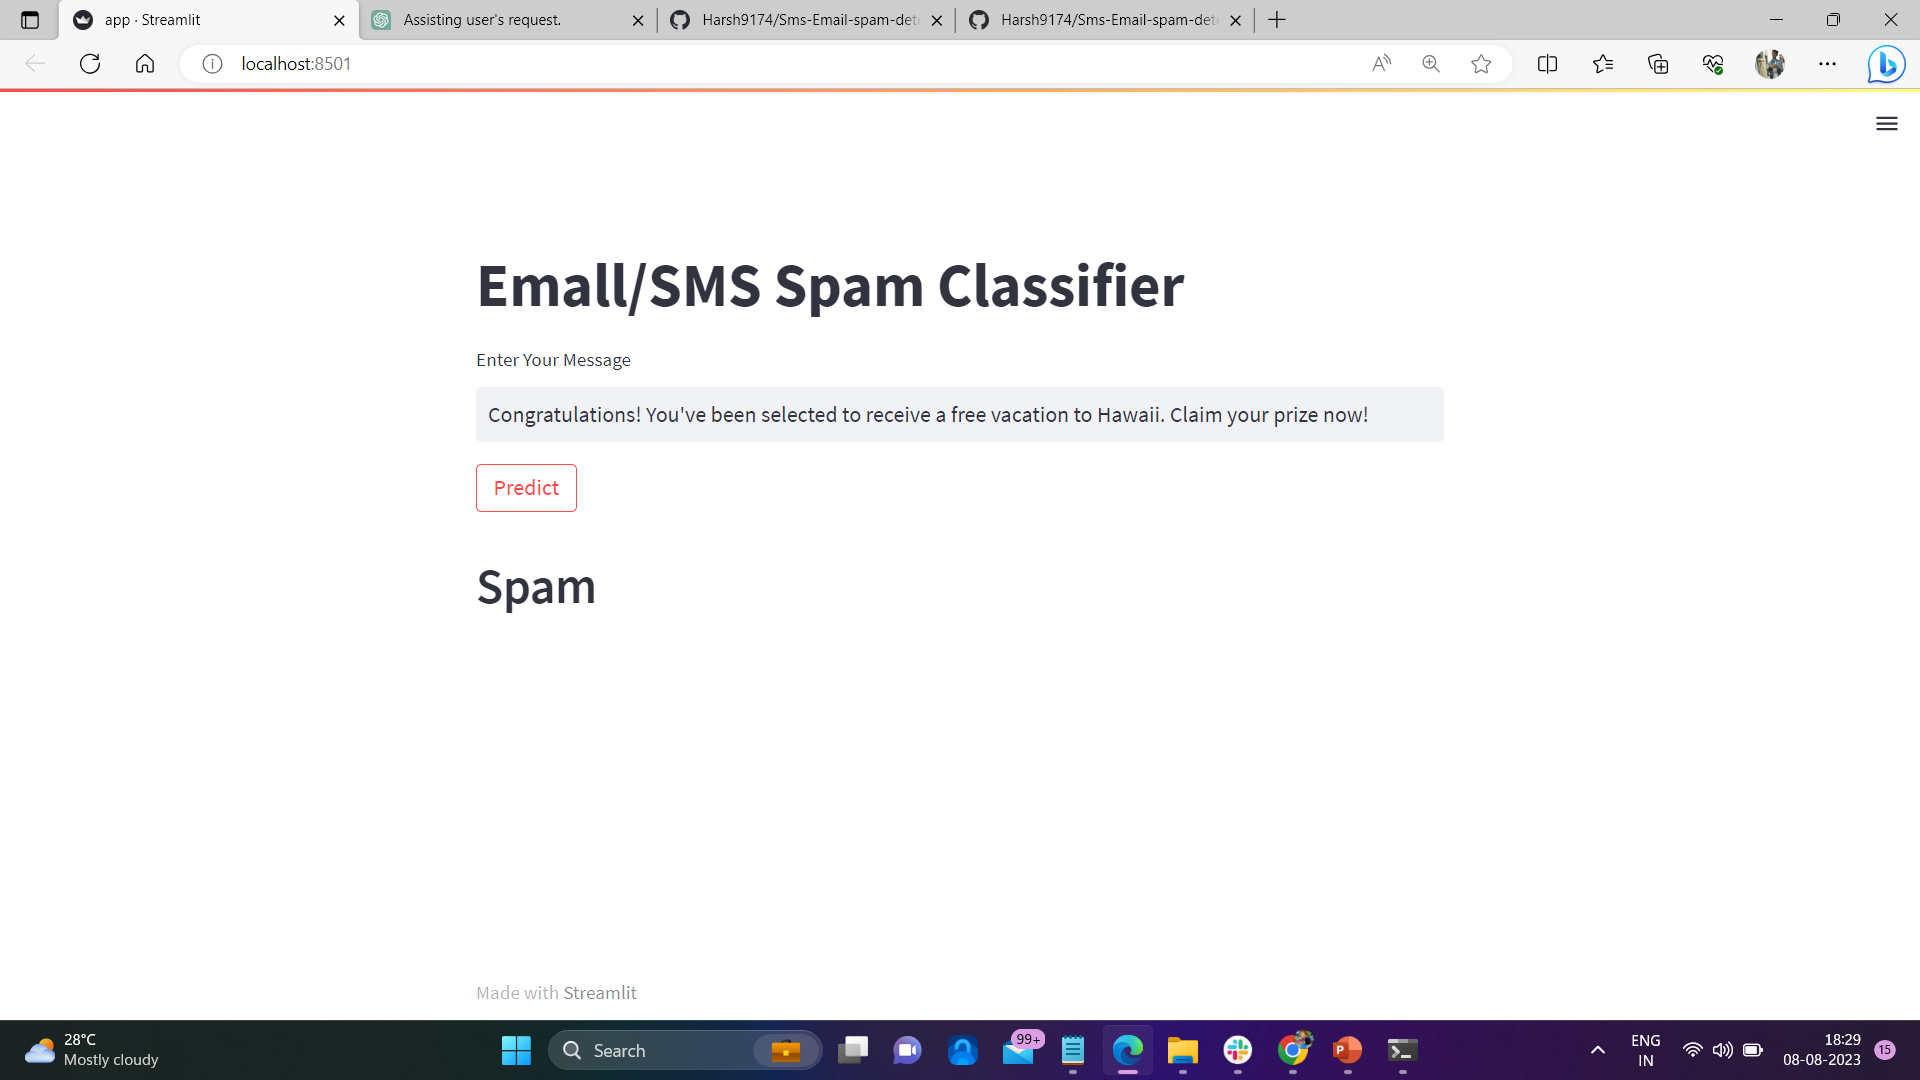 app · Streamlit
Assisting user's request.
Harsh9174/Sms-Email-spam-dete
Harsh9174/Sms-Email-spam-dete
localhost:8501
Emall/SMS Spam Classifier
Enter Your Message
Congratulations! You've been selected to receive a free vacation to Hawaii. Claim your prize now!
Predict
Spam
Made with Streamlit
28°C
Mostly cloudy
Search
99+
ENG
IN
18:29
08-08-2023
15